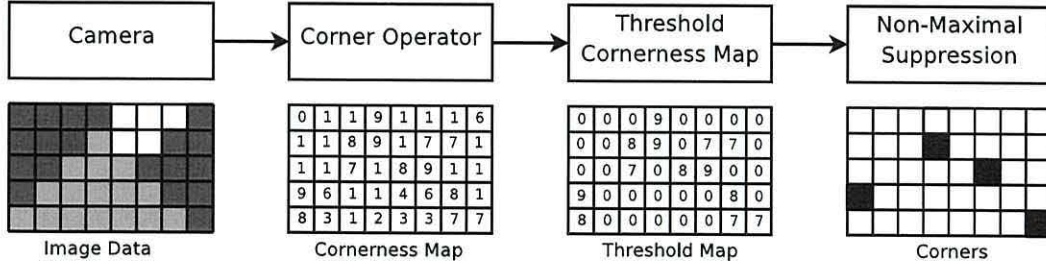 Camera
Corner Operator
Threshold
Cornerness Map
Non-Maximal
Suppression
0 1 1 9 1 1 1 6
1 1 8 9 1 7 7 1
1 1 7 1 8 9 1 1
9 6 1 1 4 6 8 1
8 3 1 2 3 3 7 7
0 0 0 9 0 0 0 0
0 0 8 9 0 7 7 0
0 0 7 0 8 9 0 0
9 0 0 0 0 0 8 0
8 0 0 0 0 0 7 7
Image Data
Cornerness Map
Threshold Map
Corners